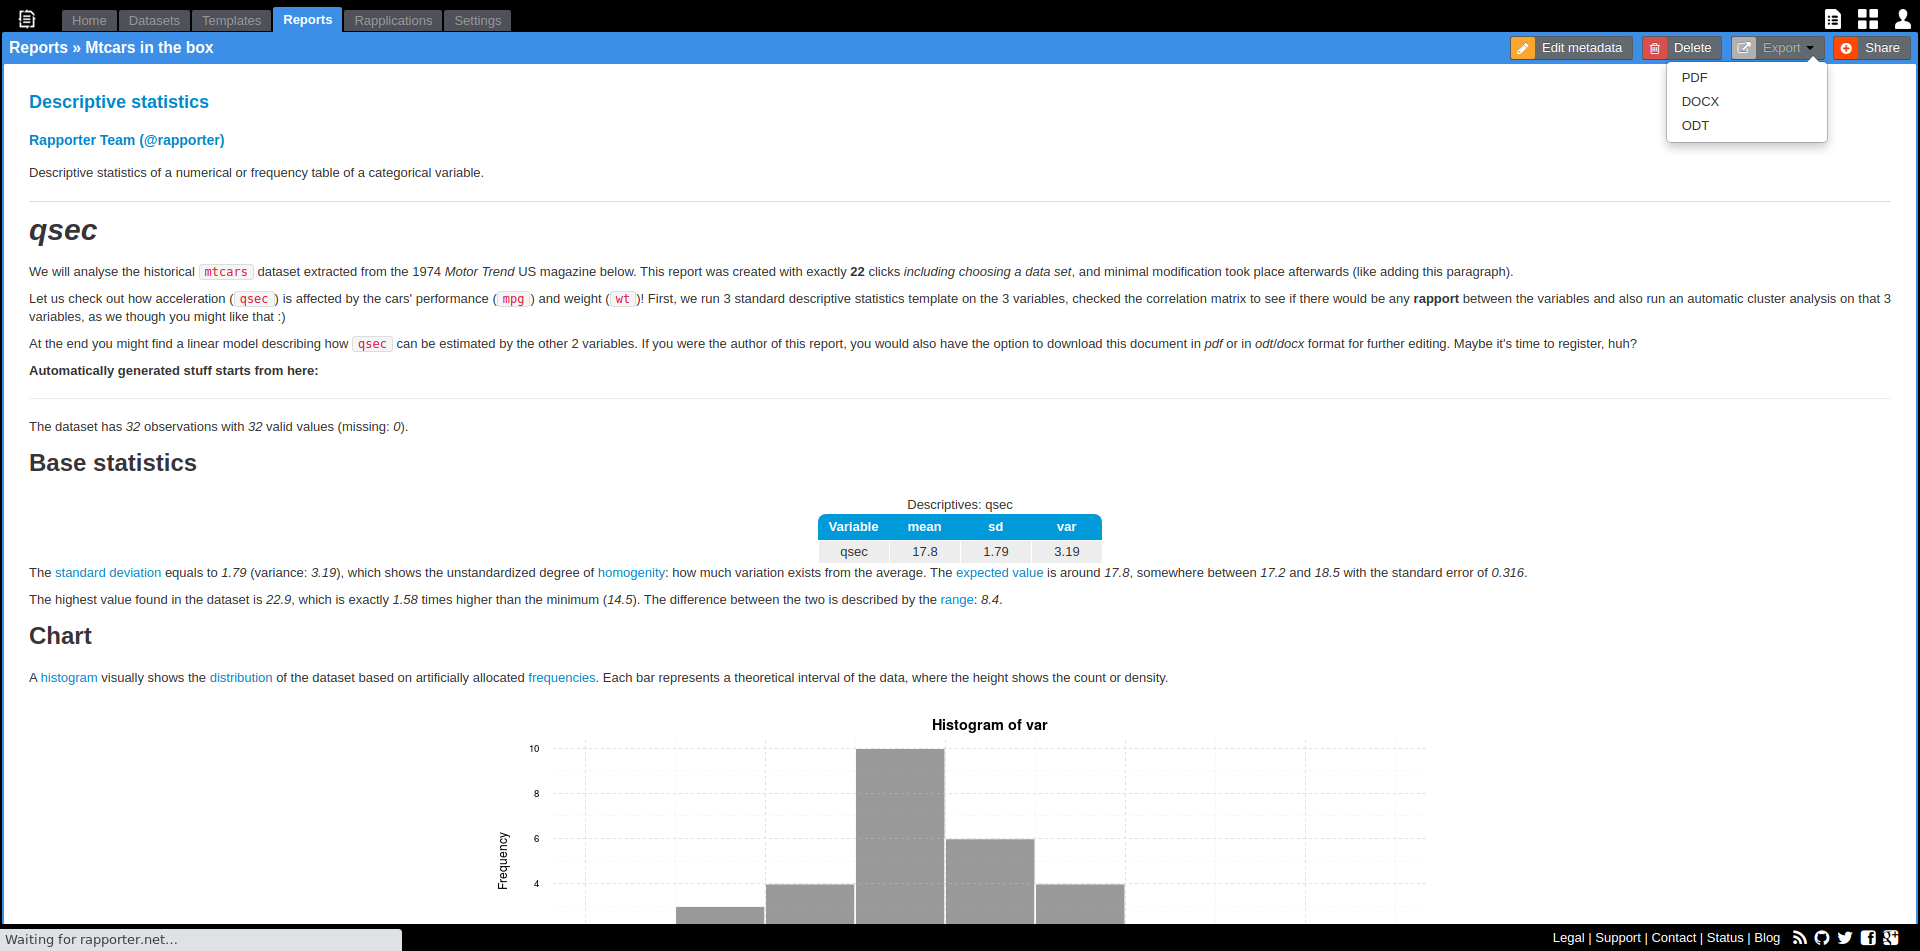 Home Datasets Templates Reports Rapplications Settings
Reports » Mtcars in the box
Edit metadata Delete Export Share
PDF
DOCX
ODT
Descriptive statistics
Rapporter Team (@rapporter)
Descriptive statistics of a numerical or frequency table of a categorical variable.
qsec
We will analyse the historical mtcars dataset extracted from the 1974 Motor Trend US magazine below. This report was created with exactly 22 clicks including choosing a data set, and minimal modification took place afterwards (like adding this paragraph).
Let us check out how acceleration (qsec) is affected by the cars' performance (mpg) and weight (wt)! First, we run 3 standard descriptive statistics template on the 3 variables, checked the correlation matrix to see if there would be any rapport between the variables and also run an automatic cluster analysis on that 3
variables, as we though you might like that :)
At the end you might find a linear model describing how qsec can be estimated by the other 2 variables. If you were the author of this report, you would also have the option to download this document in pdf or in odt/docx format for further editing. Maybe it's time to register, huh?
Automatically generated stuff starts from here:
The dataset has 32 observations with 32 valid values (missing: 0).
Base statistics
Descriptives: qsec
Variable mean sd var
qsec 17.8 1.79 3.19
The standard deviation equals to 1.79 (variance: 3.19), which shows the unstandardized degree of homogenity: how much variation exists from the average. The expected value is around 17.8, somewhere between 17.2 and 18.5 with the standard error of 0.316.
The highest value found in the dataset is 22.9, which is exactly 1.58 times higher than the minimum (14.5). The difference between the two is described by the range: 8.4.
Chart
A histogram visually shows the distribution of the dataset based on artificially allocated frequencies. Each bar represents a theoretical interval of the data, where the height shows the count or density.
Histogram of var
10
8
6
4
Frequency
Waiting for rapporter.net...
Legal | Support | Contact | Status | Blog